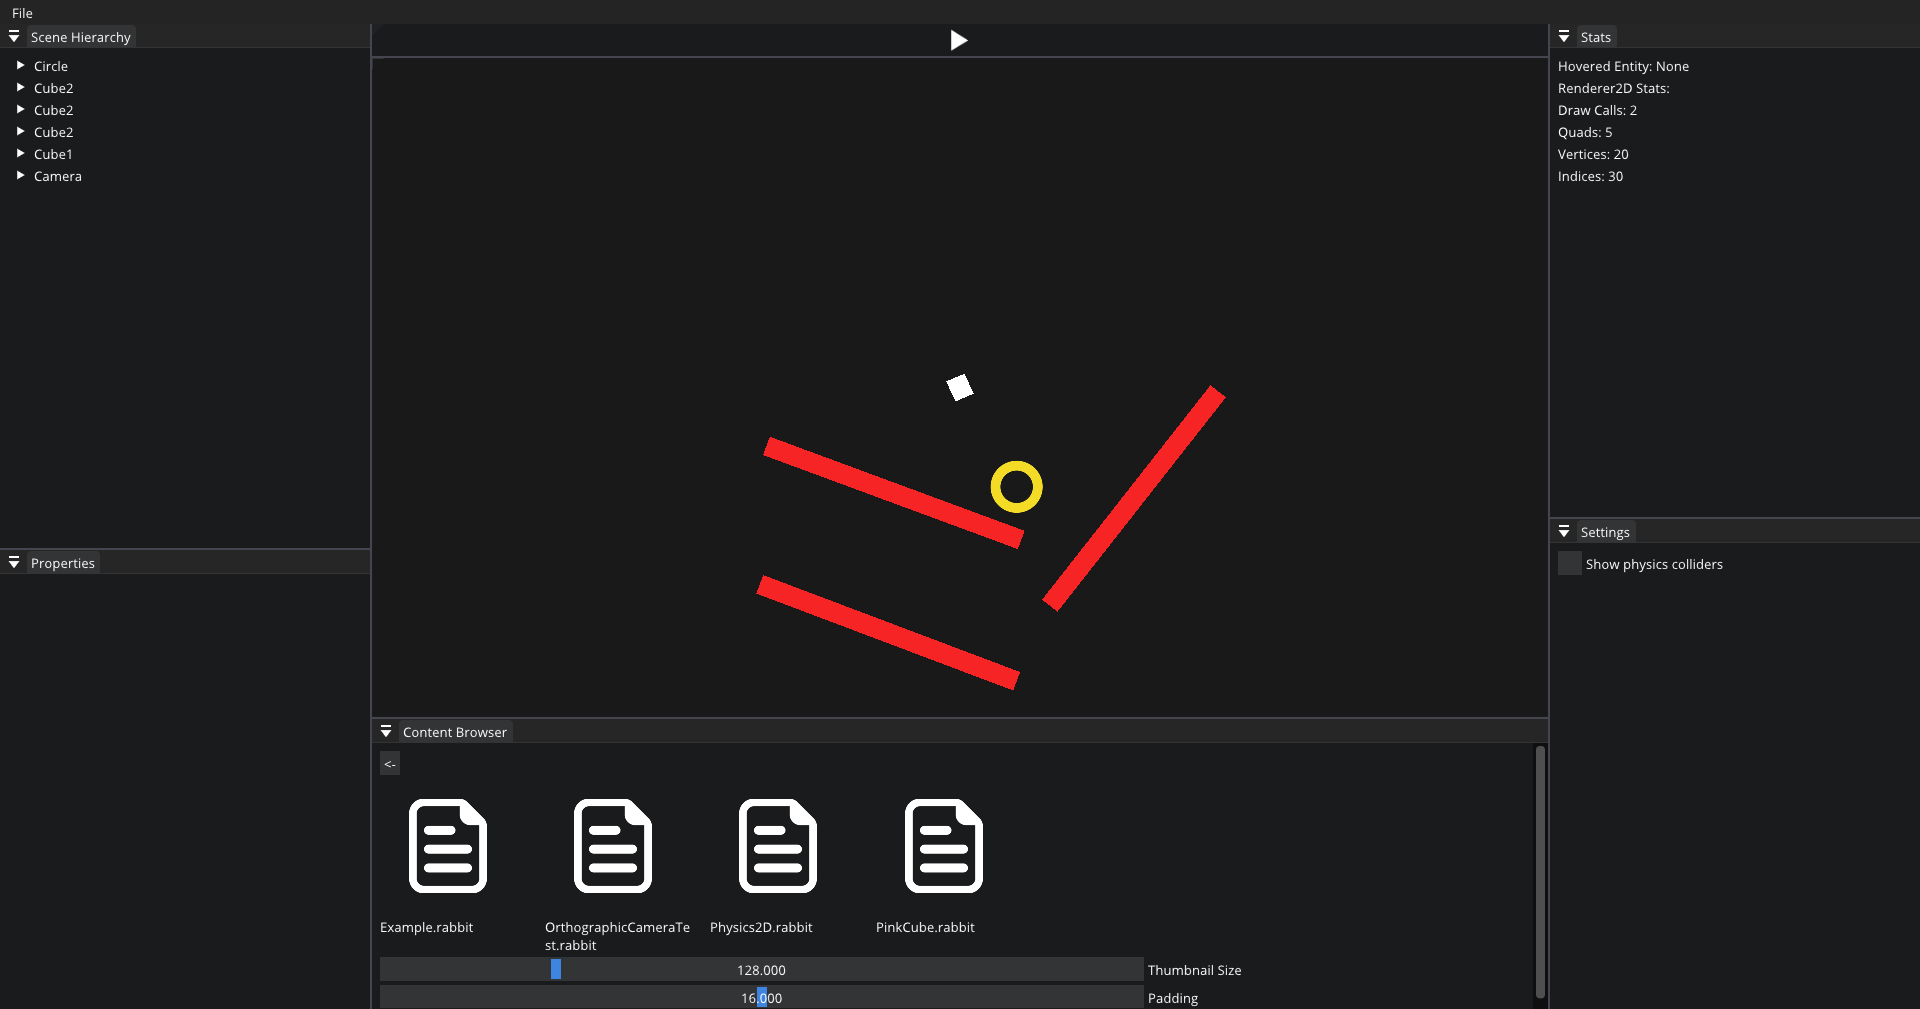 File
Scene Hierarchy
Circle
Cube2
Cube2
Cube2
Cube1
Camera
Properties
Stats
Hovered Entity: None
Renderer2D Stats:
Draw Calls: 2
Quads: 5
Vertices: 20
Indices: 30
Settings
Show physics colliders
Content Browser
<-
Example.rabbit
OrthographicCameraTe
st.rabbit
Physics2D.rabbit
PinkCube.rabbit
128.000
Thumbnail Size
16.000
Padding